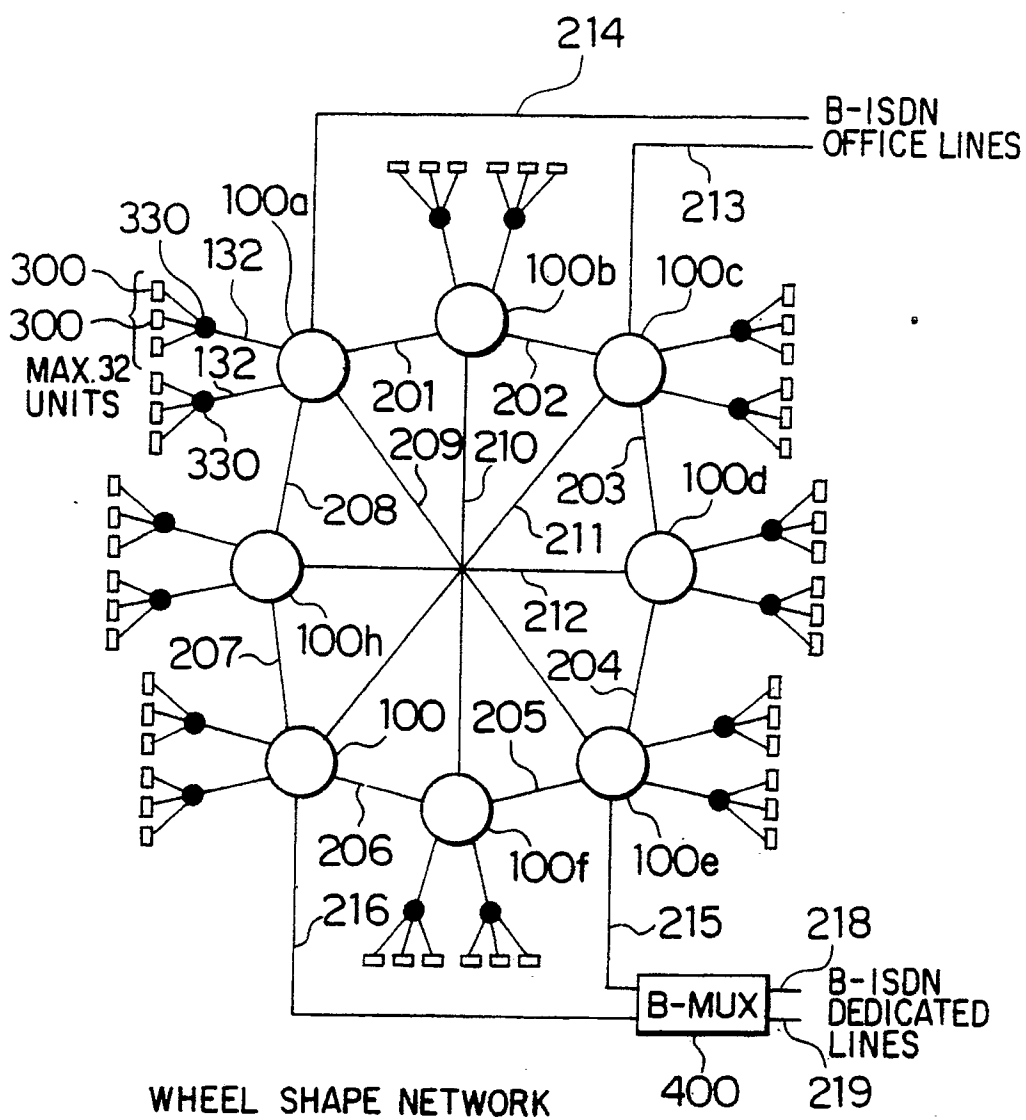 214
B-ISDN
OFFICE LINES
213
100a
330
132
300
300
MAX.32
UNITS
132
330
100b
100c
201
202
209
210
203
100d
208
211
212
100h
207
204
100
205
206
100f
100e
216
215
218
B-MUX
B-ISDN
DEDICATED
LINES
400
219
WHEEL SHAPE NETWORK